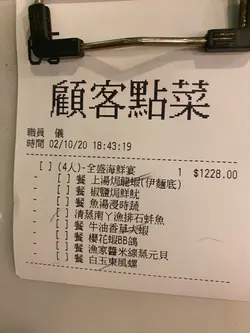 顧客點菜
職員 儀
時間 02/10/20 18:43:19
[ ] (4人)-全盛海鮮宴 1 $1228.00
- [ ] 餐 上湯焗龍蝦(伊麵底)
- [ ] 餐 椒鹽焗鮮魷
- [ ] 餐 魚湯浸時蔬
- [ ] 清蒸南丫漁排石蚌魚
- [ ] 餐 牛油香草大蝦
- [ ] 餐 櫻花蝦BB鴿
- [ ] 餐 漁家醬米線蒸元貝
- [ ] 餐 白玉東風螺